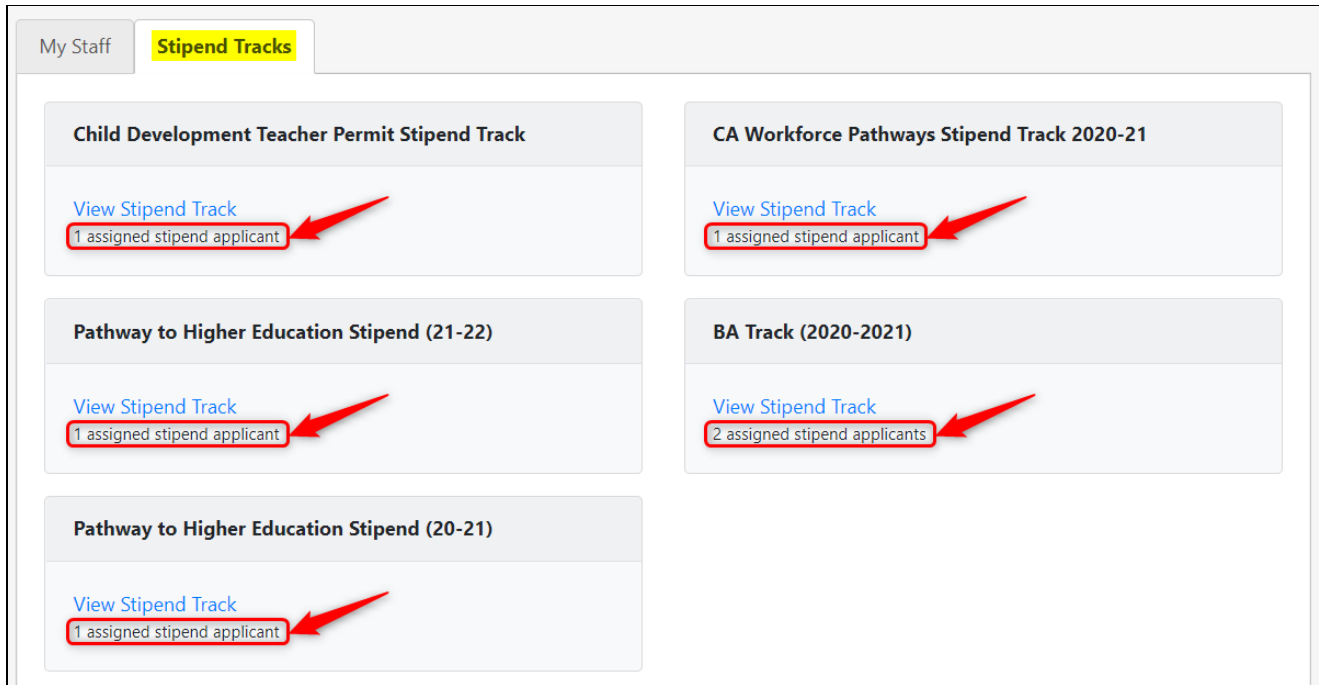 My Staff
Stipend Tracks
Child Development Teacher Permit Stipend Track
View Stipend Track
1 assigned stipend applicant
CA Workforce Pathways Stipend Track 2020-21
View Stipend Track
1 assigned stipend applicant
Pathway to Higher Education Stipend (21-22)
View Stipend Track
1 assigned stipend applicant
BA Track (2020-2021)
View Stipend Track
2 assigned stipend applicants
Pathway to Higher Education Stipend (20-21)
View Stipend Track
1 assigned stipend applicant